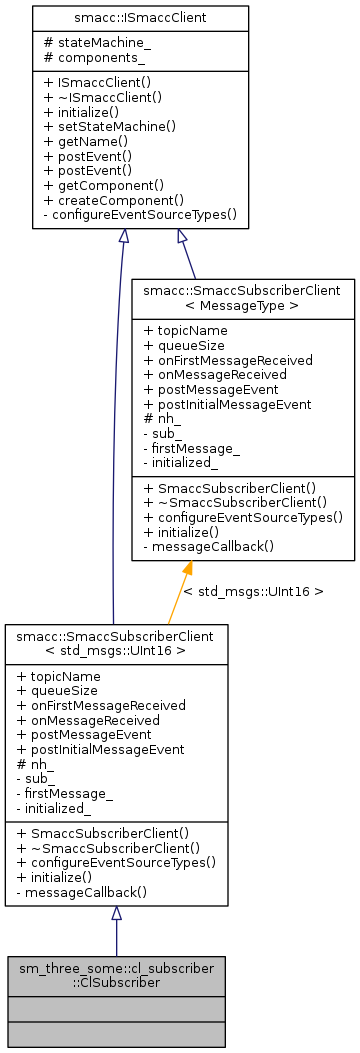 smacc::ISmaccClient
# stateMachine_
# components_
+ ISmaccClient()
+ ~ISmaccClient()
+ initialize()
+ setStateMachine()
+ getName()
+ postEvent()
+ postEvent()
+ getComponent()
+ createComponent()
- configureEventSourceTypes()
smacc::SmaccSubscriberClient
< MessageType >
+ topicName
+ queueSize
+ onFirstMessageReceived
+ onMessageReceived
+ postMessageEvent
+ postInitialMessageEvent
# nh_
- sub_
- firstMessage_
- initialized_
+ SmaccSubscriberClient()
+ ~SmaccSubscriberClient()
+ configureEventSourceTypes()
+ initialize()
- messageCallback()
< std_msgs::UInt16 >
smacc::SmaccSubscriberClient
< std_msgs::UInt16 >
+ topicName
+ queueSize
+ onFirstMessageReceived
+ onMessageReceived
+ postMessageEvent
+ postInitialMessageEvent
# nh_
- sub_
- firstMessage_
- initialized_
+ SmaccSubscriberClient()
+ ~SmaccSubscriberClient()
+ configureEventSourceTypes()
+ initialize()
- messageCallback()
sm_three_some::cl_subscriber
::ClSubscriber